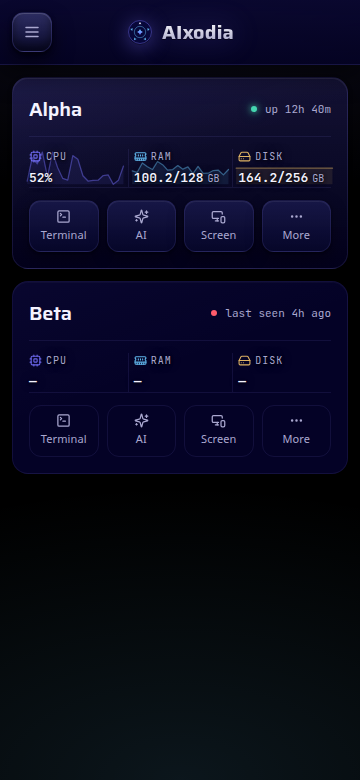 Alxodia
Alpha
up 12h 40m
CPU RAM DISK
52% 100.2/128 GB 164.2/256 GB
Terminal AI Screen More
Beta
last seen 4h ago
CPU RAM DISK
— — —
Terminal AI Screen More